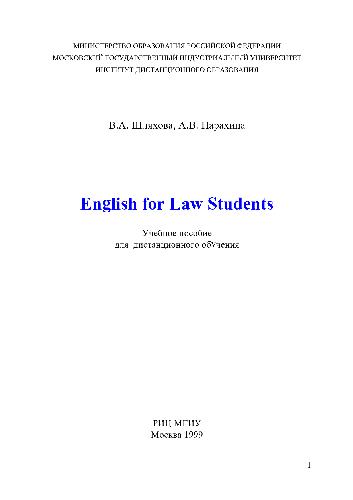 МИНИСТЕРСТВО ОБРАЗОВАНИЯ РОССИЙСКОЙ ФЕДЕРАЦИИ
МОСКОВСКИЙ ГОСУДАРСТВЕННЫЙ ИНДУСТРИАЛЬНЫЙ УНИВЕРСИТЕТ
ИНСТИТУТ ДИСТАНЦИОННОГО ОБРАЗОВАНИЯ
В.А. Шляхова, А.В. Парахина
English for Law Students
Учебное пособие
для дистанционного обучения
РИЦ МГИУ
Москва 1999
1